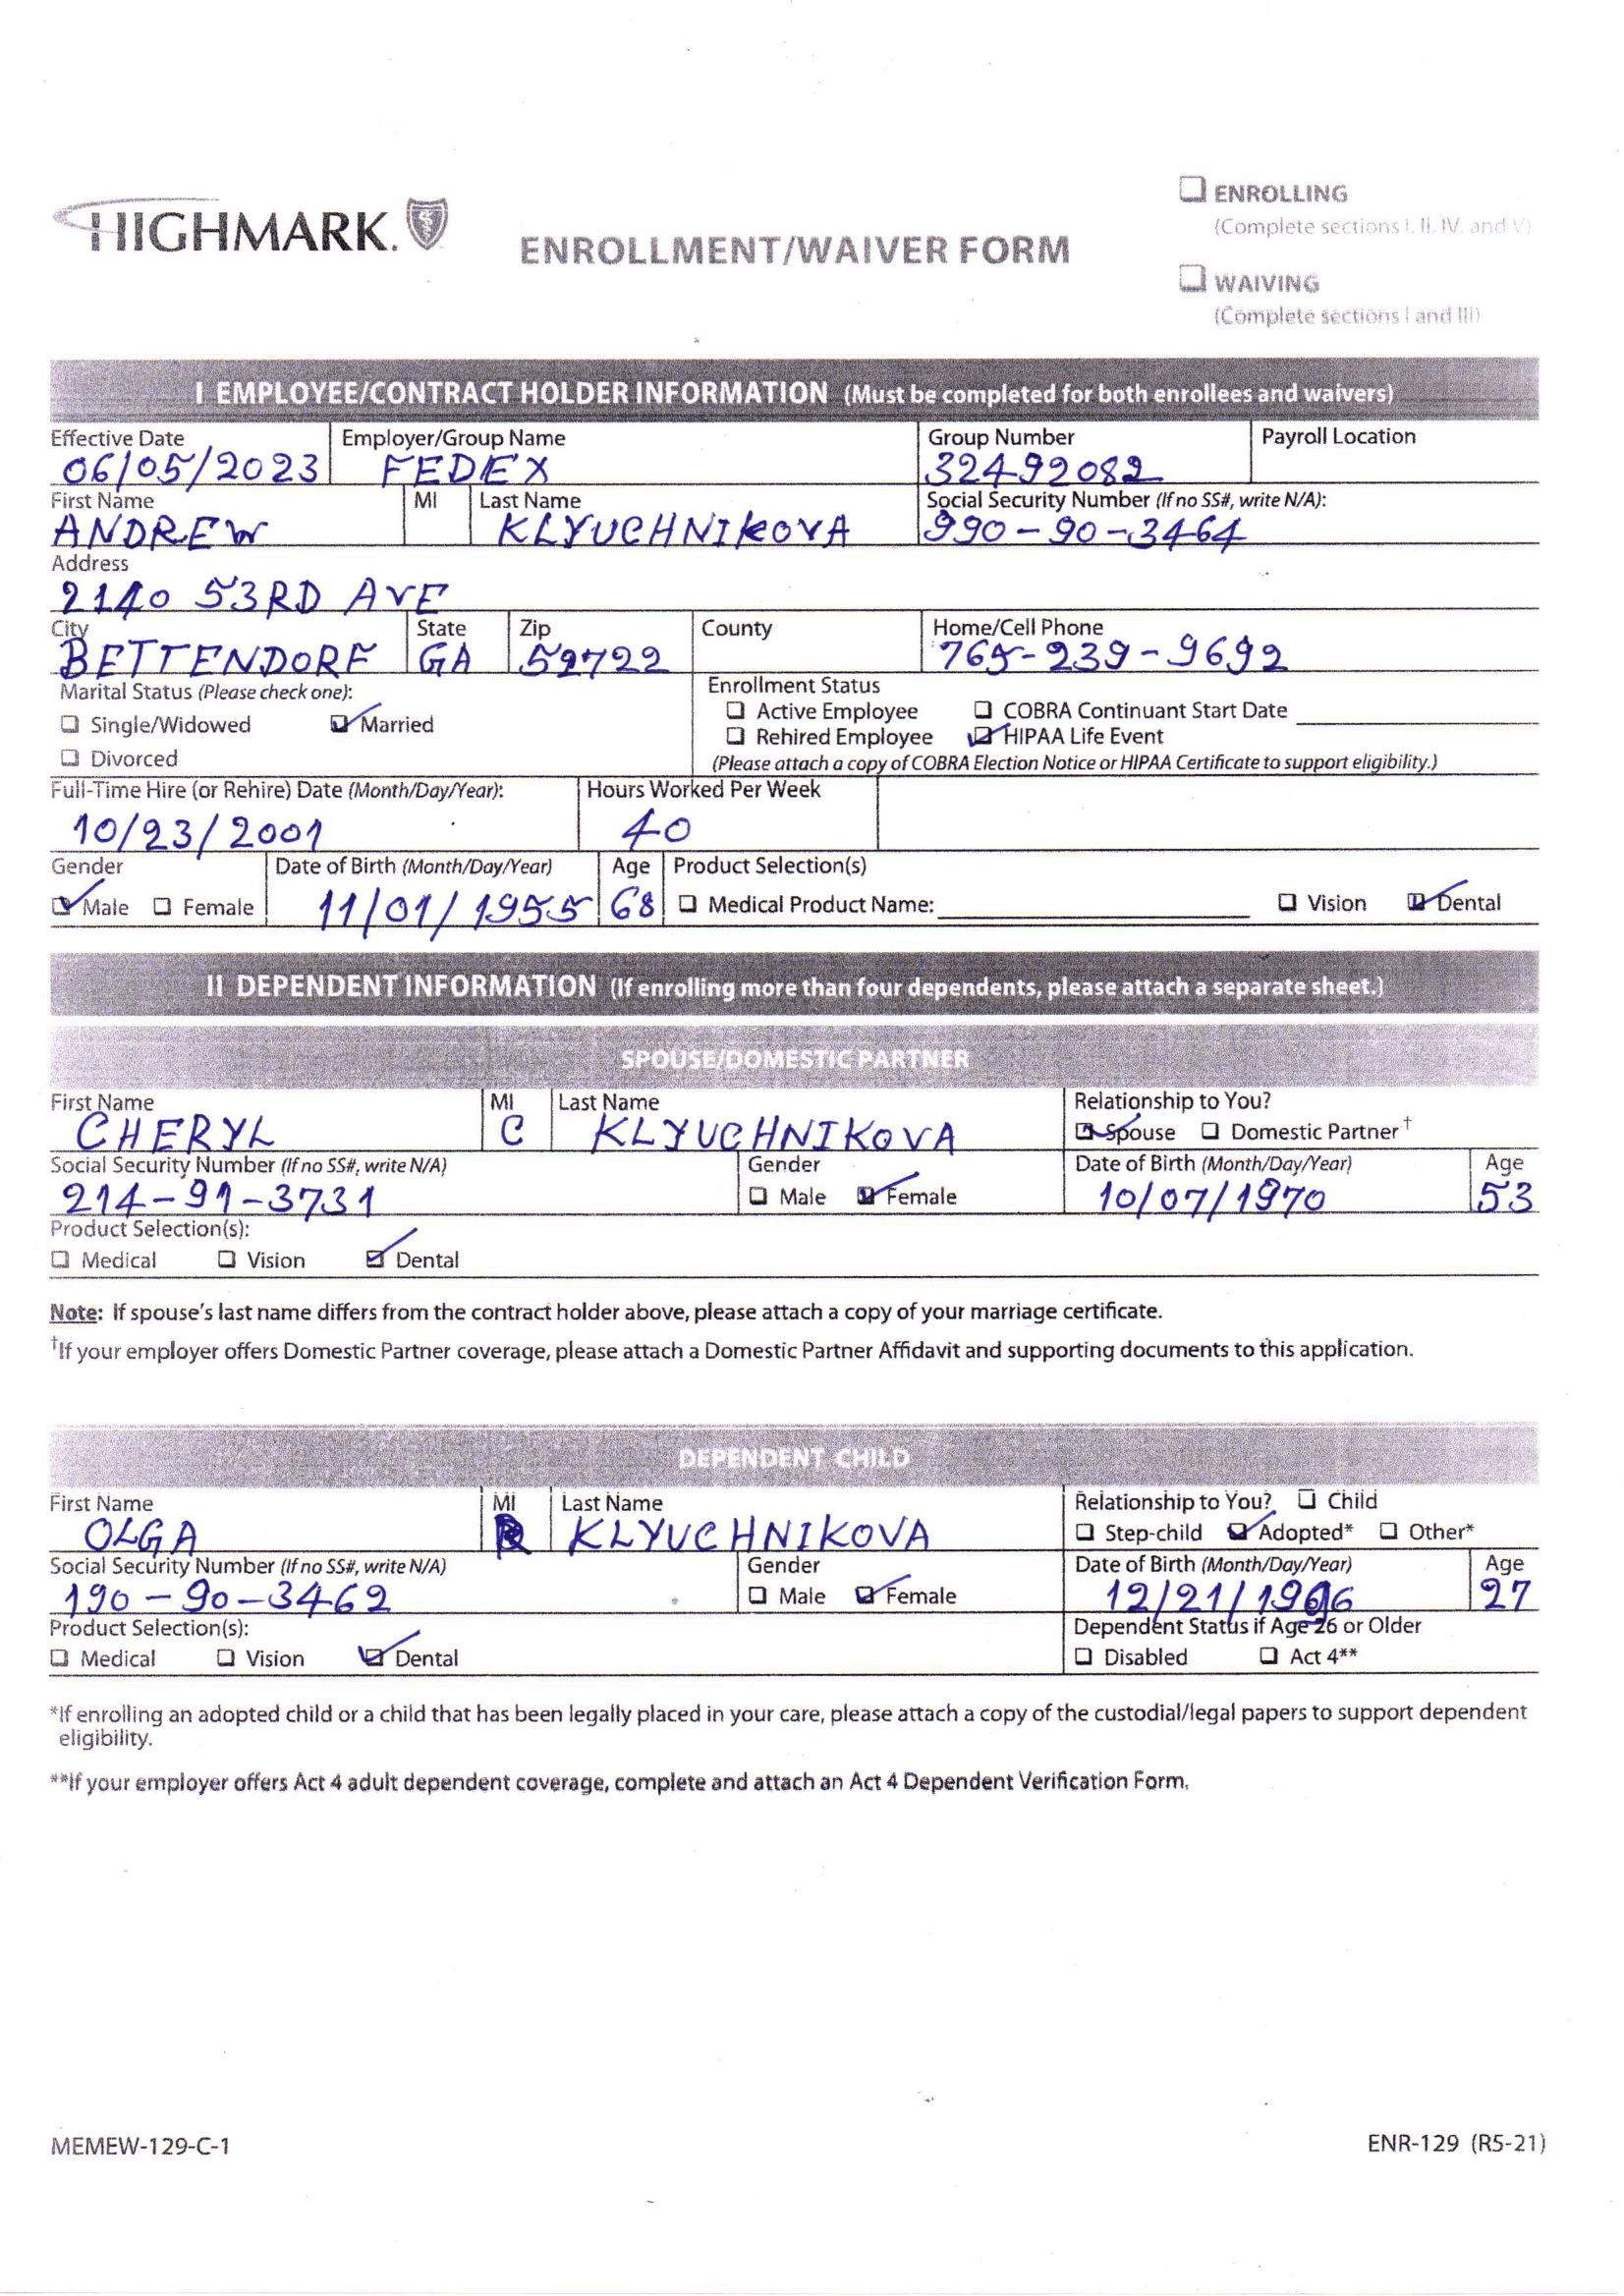 HIGHMARK.
ENROLLMENT/WAIVER FORM
☐ ENROLLING
(Complete sections I, II, IV, and V)
☐ WAIVING
(Complete sections I and III)
I EMPLOYEE/CONTRACT HOLDER INFORMATION (Must be completed for both enrollees and waivers)
Effective Date Employer/Group Name Group Number Payroll Location
06/05/2023 FEDEX 32492082
First Name MI Last Name Social Security Number (If no SS#, write N/A):
ANDREW KLYUCHNIKOVA 990-90-3464
Address
2140 53RD AVE
City State Zip County Home/Cell Phone
BETTENDORF GA 52722 765-239-9692
Marital Status (Please check one): Enrollment Status
☐ Single/Widowed ☑ Married ☐ Active Employee ☐ COBRA Continuant Start Date
☐ Divorced ☐ Rehired Employee ☑ HIPAA Life Event
(Please attach a copy of COBRA Election Notice or HIPAA Certificate to support eligibility.)
Full-Time Hire (or Rehire) Date (Month/Day/Year): Hours Worked Per Week
10/23/2001 40
Gender Date of Birth (Month/Day/Year) Age Product Selection(s)
☑ Male ☐ Female 11/01/1955 68 ☐ Medical Product Name: ☐ Vision ☑ Dental
II DEPENDENT INFORMATION (If enrolling more than four dependents, please attach a separate sheet.)
SPOUSE/DOMESTIC PARTNER
First Name MI Last Name Relationship to You?
CHERYL C KLYUCHNIKOVA ☑ Spouse ☐ Domestic Partner†
Social Security Number (If no SS#, write N/A) Gender Date of Birth (Month/Day/Year) Age
214-91-3731 ☐ Male ☑ Female 10/07/1970 53
Product Selection(s):
☐ Medical ☐ Vision ☑ Dental
Note: If spouse's last name differs from the contract holder above, please attach a copy of your marriage certificate.
†If your employer offers Domestic Partner coverage, please attach a Domestic Partner Affidavit and supporting documents to this application.
DEPENDENT CHILD
First Name MI Last Name Relationship to You? ☐ Child
OLGA KLYUCHNIKOVA ☐ Step-child ☑ Adopted* ☐ Other*
Social Security Number (If no SS#, write N/A) Gender Date of Birth (Month/Day/Year) Age
190-90-3462 ☐ Male ☑ Female 12/21/1996 27
Product Selection(s): Dependent Status if Age 26 or Older
☐ Medical ☐ Vision ☑ Dental ☐ Disabled ☐ Act 4**
*If enrolling an adopted child or a child that has been legally placed in your care, please attach a copy of the custodial/legal papers to support dependent
eligibility.
**If your employer offers Act 4 adult dependent coverage, complete and attach an Act 4 Dependent Verification Form.
MEMEW-129-C-1 ENR-129 (R5-21)